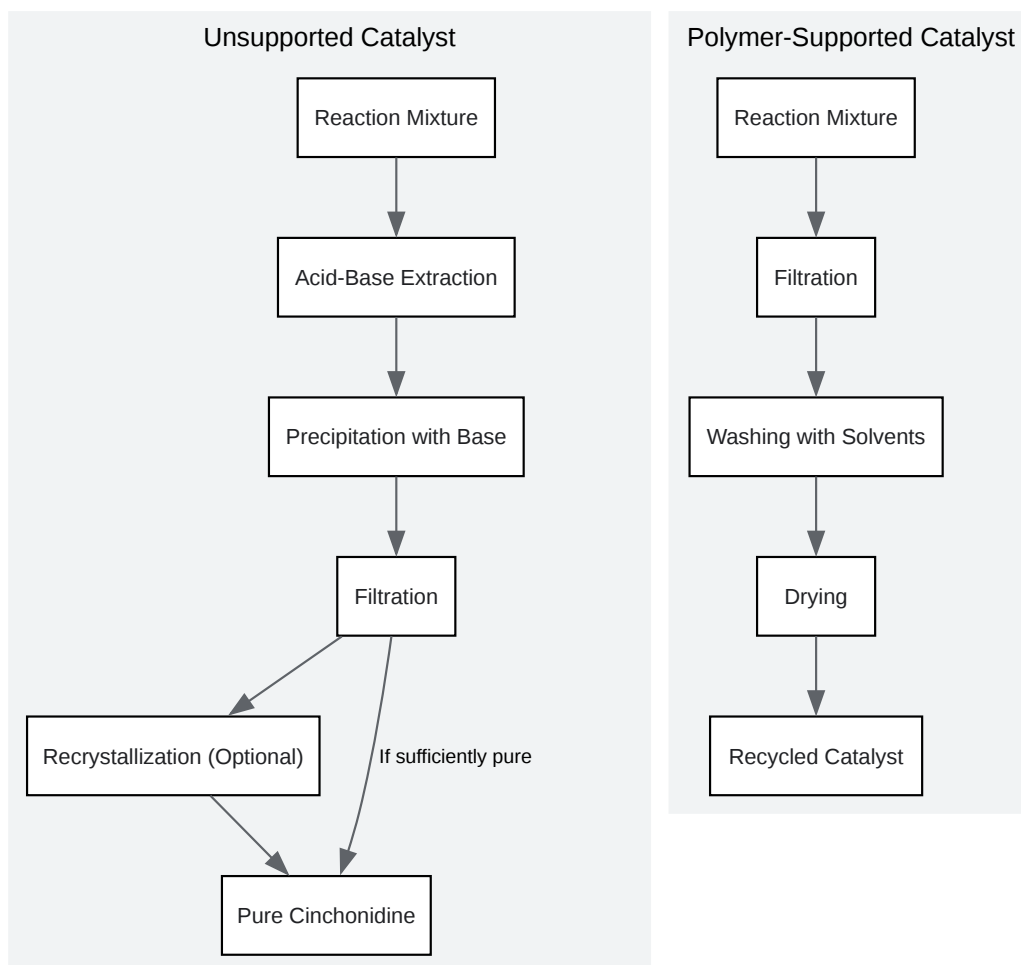 Unsupported Catalyst
Reaction Mixture
Acid-Base Extraction
Precipitation with Base
Filtration
Recrystallization (Optional)
If sufficiently pure
Pure Cinchonidine
Polymer-Supported Catalyst
Reaction Mixture
Filtration
Washing with Solvents
Drying
Recycled Catalyst